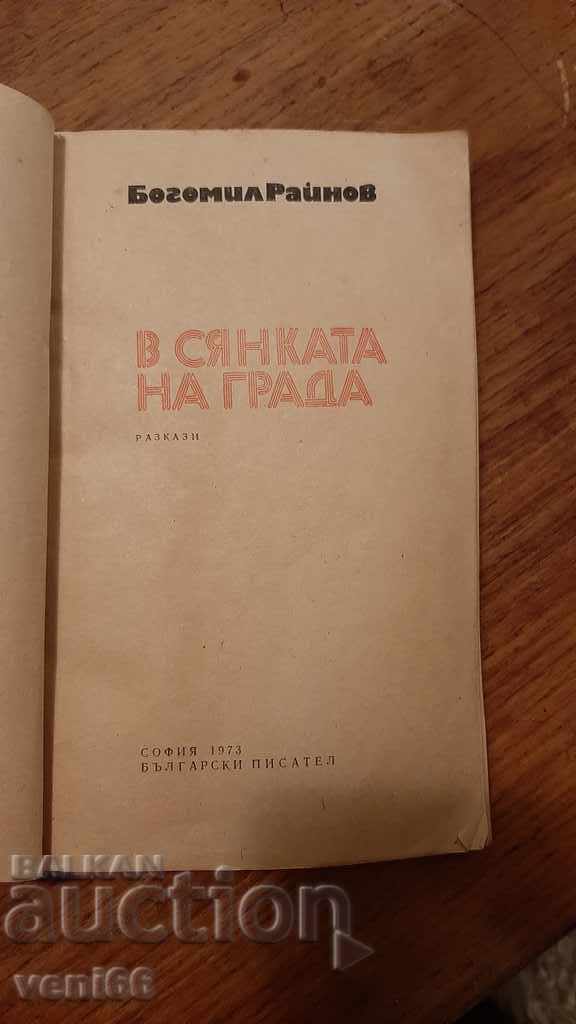 Богомил Райнов
В СЯНКАТА
НА ГРАДА
РАЗКАЗИ
СОФИЯ 1973
БЪЛГАРСКИ ПИСАТЕЛ
BALKAN
auction
veni66